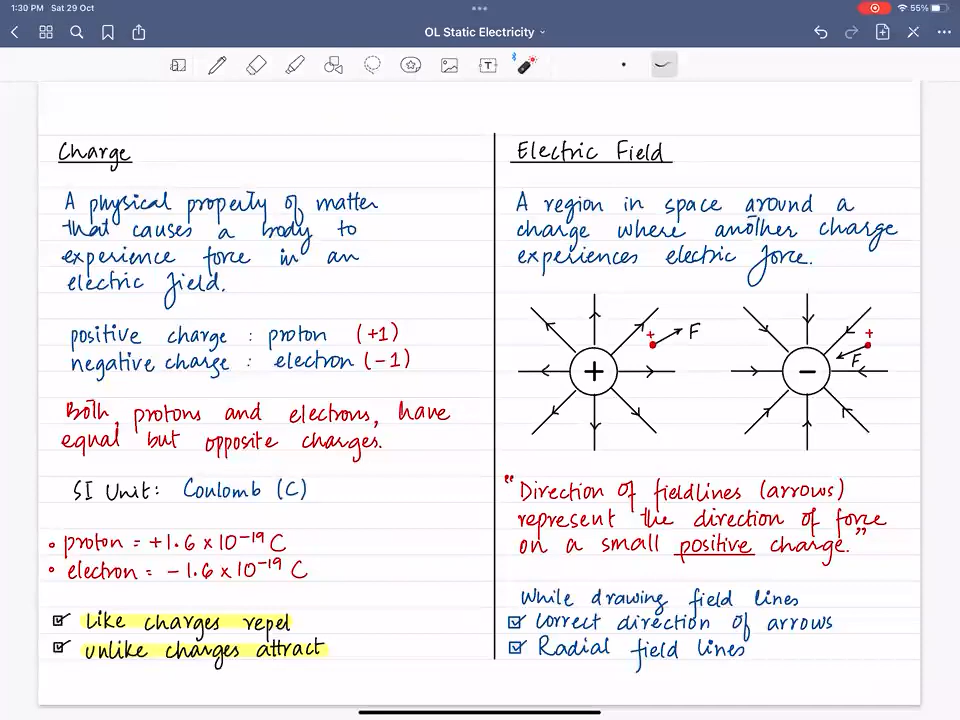 1:30 PM Sat 29 Oct
55%
OL Static Electricity
Charge
A physical property of matter
that causes a body to
experience force in an
electric field.
positive charge : proton (+1)
negative charge : electron (-1)
Both, protons and electrons, have
equal but opposite charges.
SI Unit: Coulomb (C)
• proton = +1.6 x 10⁻¹⁹ C
• electron = -1.6 x 10⁻¹⁹ C
☑ like charges repel
☑ unlike charges attract
Electric Field
A region in space around a
charge where another charge
experiences electric force.
+ F
+
+
F
-
"Direction of fieldlines (arrows)
represent the direction of force
on a small positive charge."
While drawing field lines
☑ Correct direction of arrows
☑ Radial field lines